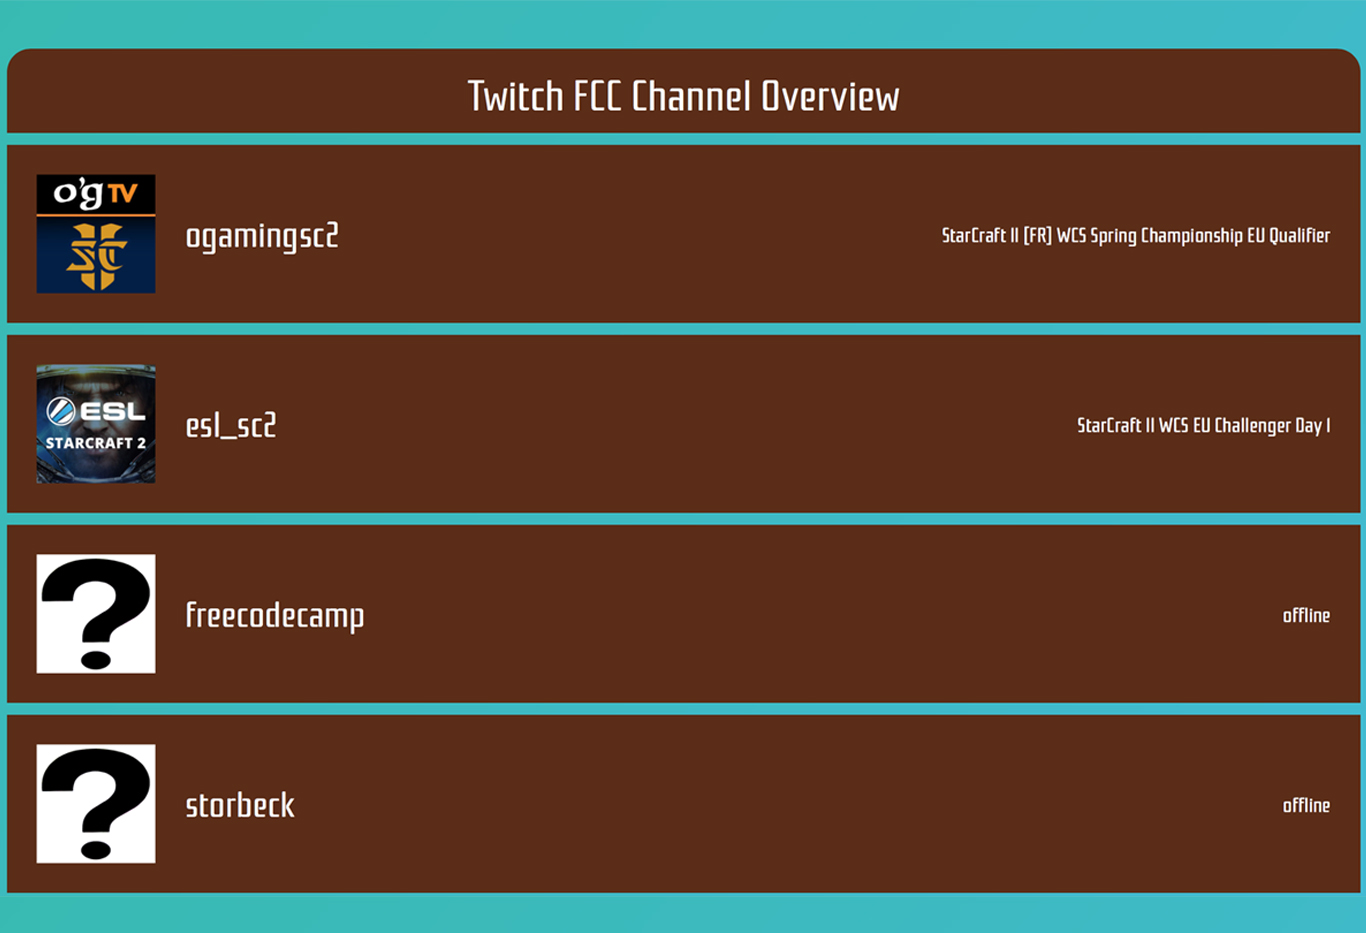 Twitch FCC Channel Overview
o'g TV
SC
ogamingsc2
StarCraft II [FR] WCS Spring Championship EU Qualifier
ESL
STARCRAFT 2
esl_sc2
StarCraft II WCS EU Challenger Day 1
?
freecodecamp
offline
?
storbeck
offline